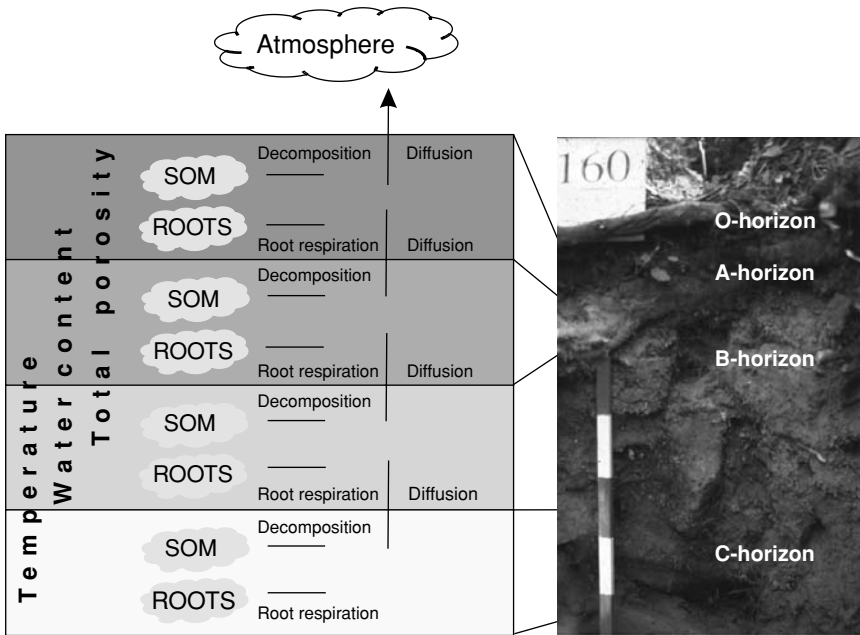 Atmosphere
Temperature
Water content
Total porosity
Decomposition
Diffusion
SOM
ROOTS
Root respiration
Diffusion
Decomposition
SOM
ROOTS
Root respiration
Diffusion
Decomposition
SOM
ROOTS
Root respiration
Diffusion
Decomposition
SOM
ROOTS
Root respiration
160
O-horizon
A-horizon
B-horizon
C-horizon